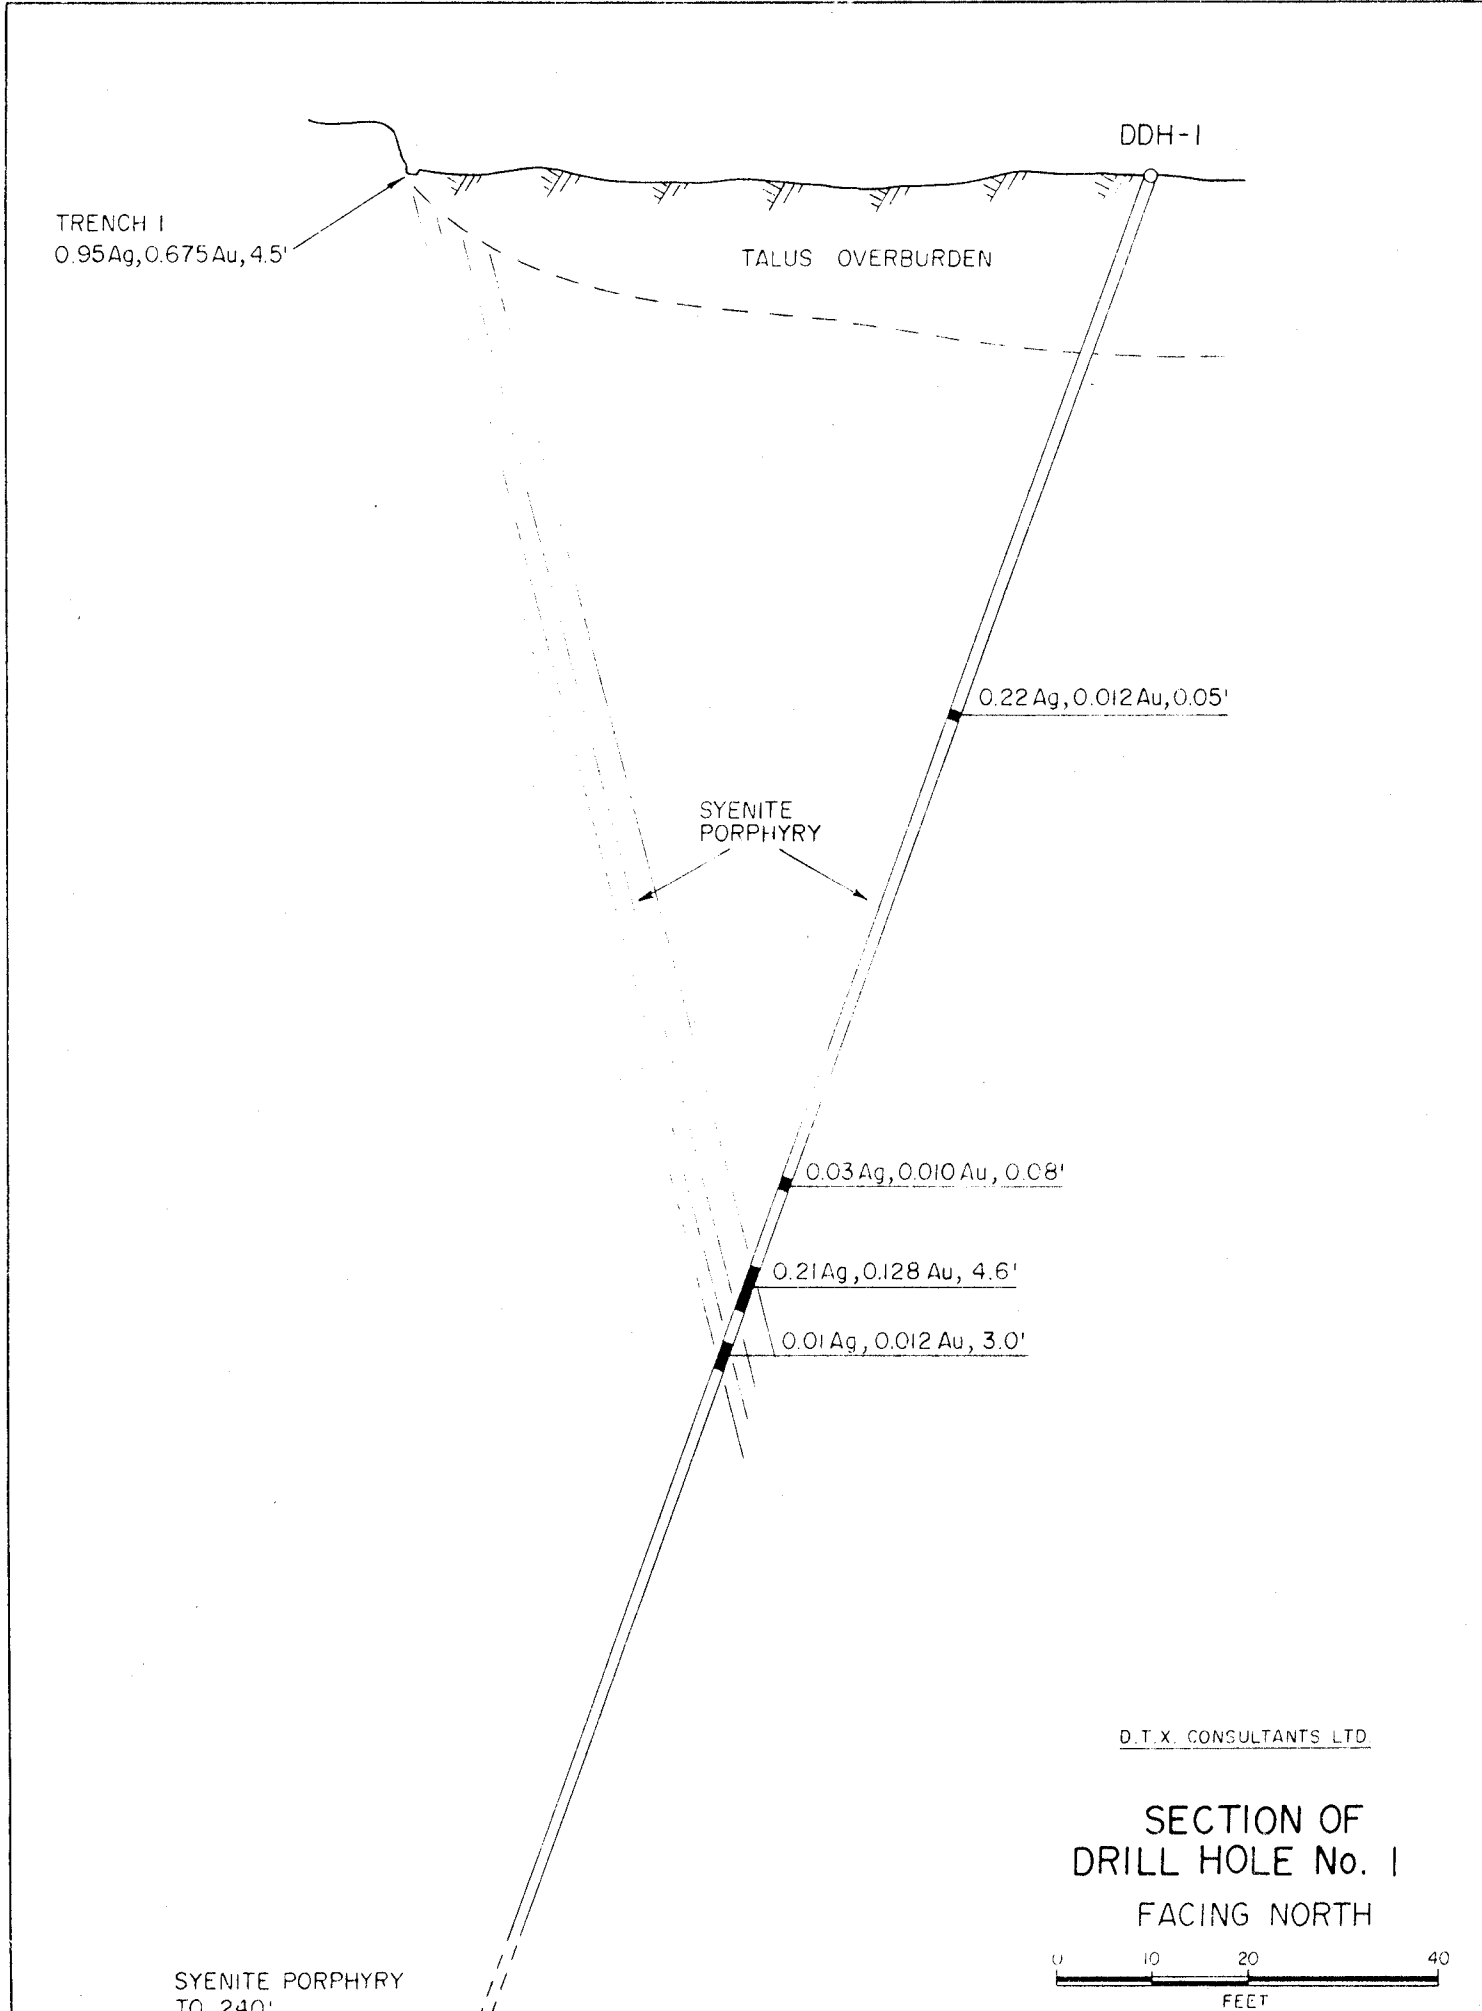 DDH-1
TRENCH 1
0.95 Ag, 0.675 Au, 4.5'
TALUS OVERBURDEN
0.22 Ag, 0.012 Au, 0.05'
SYENITE
PORPHYRY
0.03 Ag, 0.010 Au, 0.08'
0.21 Ag, 0.128 Au, 4.6'
0.01 Ag, 0.012 Au, 3.0'
D.T.X. CONSULTANTS LTD.
SECTION OF
DRILL HOLE No. 1
FACING NORTH
0 10 20 40
FEET
SYENITE PORPHYRY
TO 240'